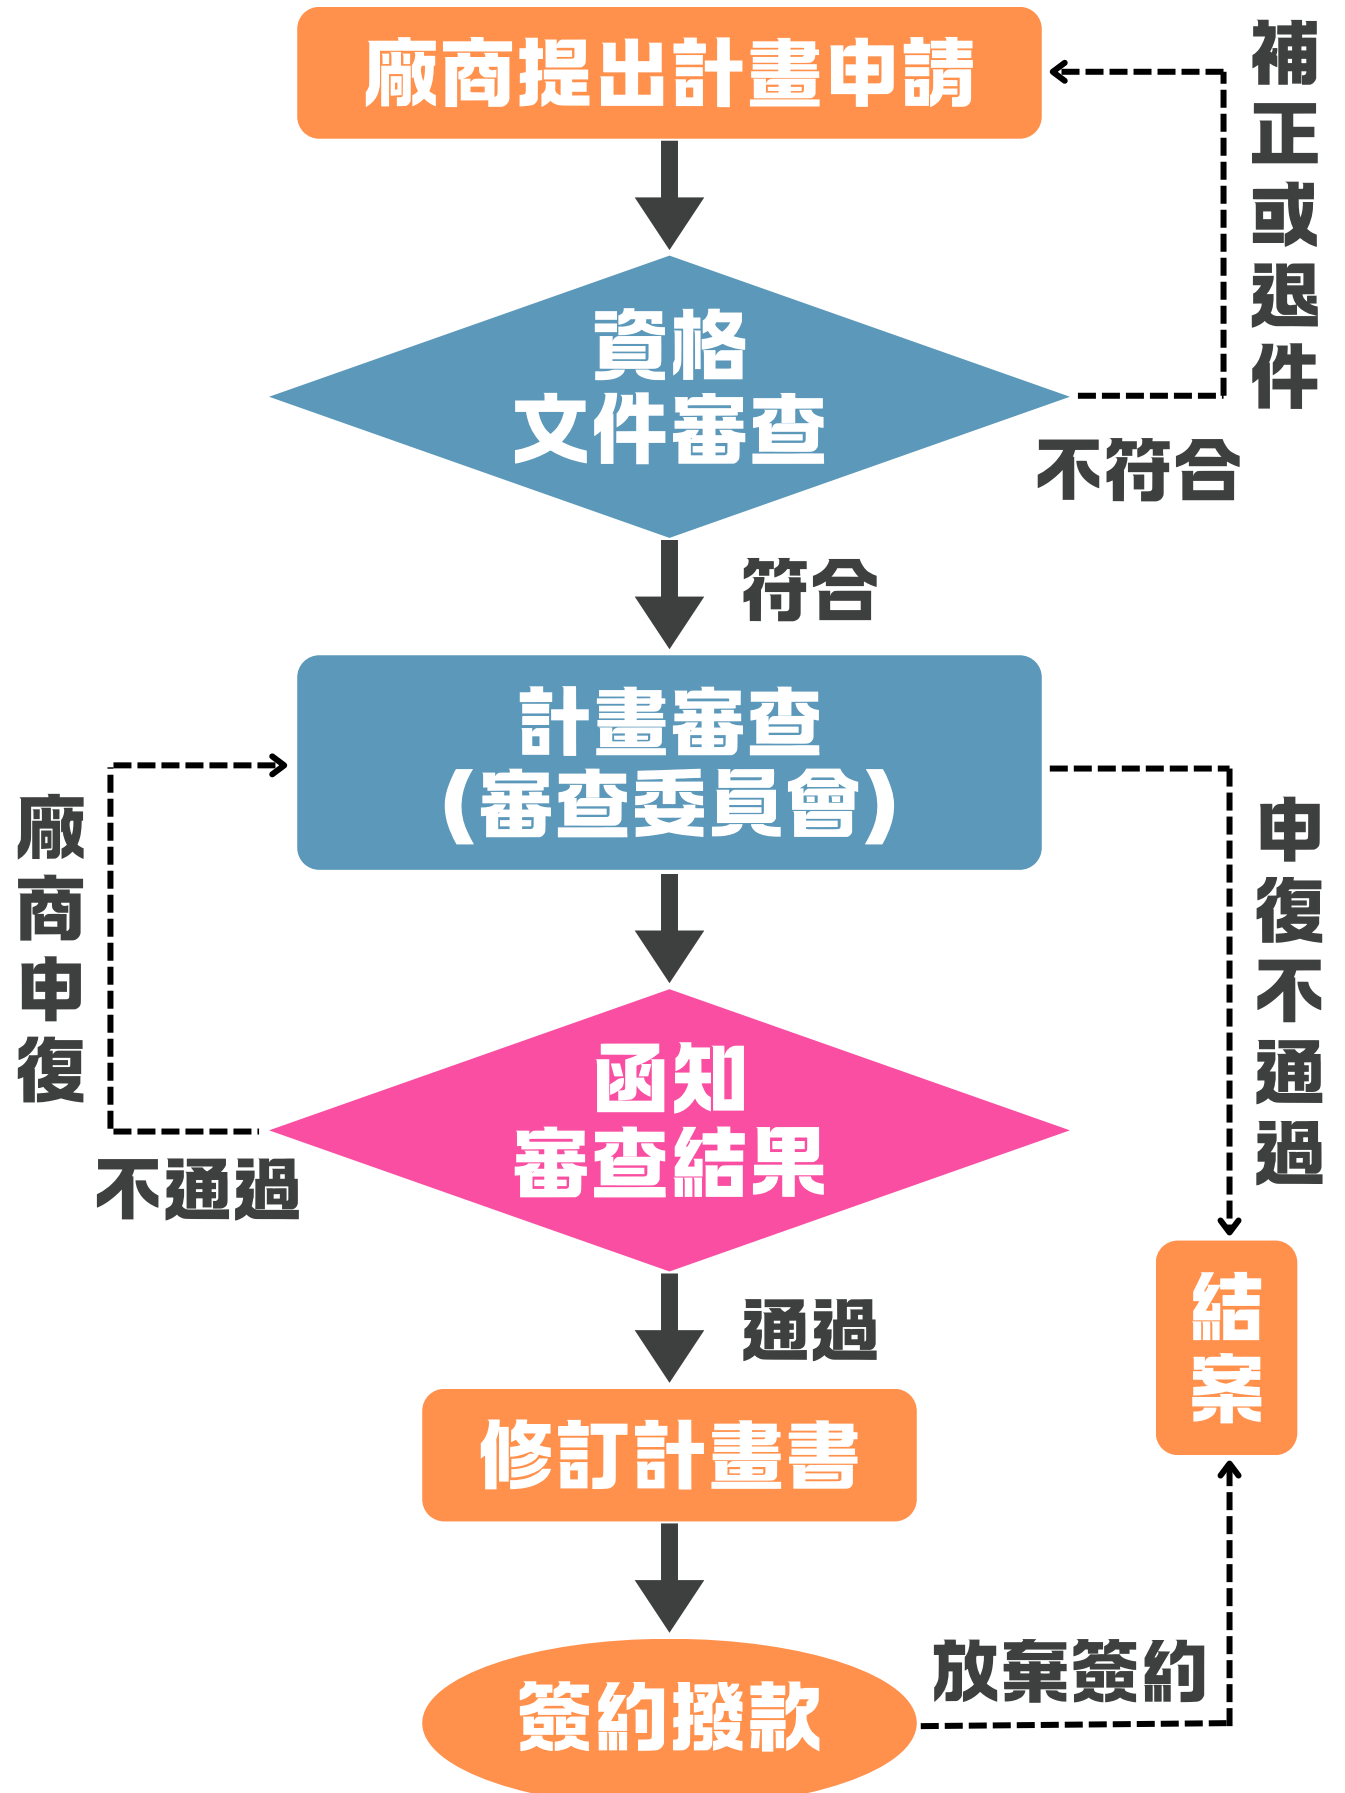 廠商提出計畫申請
補正或退件
資格
文件審查
不符合
符合
計畫審查
(審查委員會)
廠商申復
申復不通過
函知
審查結果
不通過
通過
結案
修訂計畫書
放棄簽約
簽約撥款